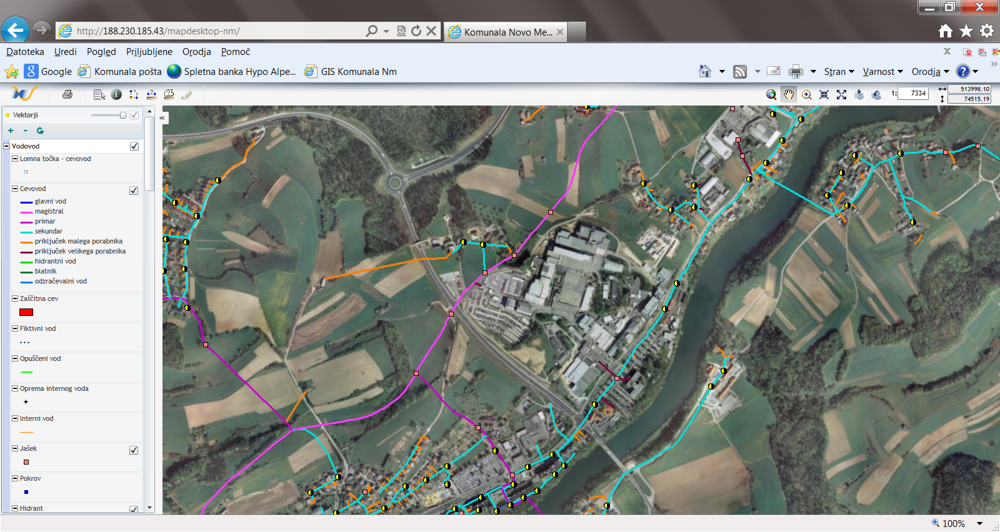 http://188.230.185.43/mapdesktop-nm/
Komunala Novo Me...
Datoteka Uredi Pogled Priljubljene Orodja Pomoč
Google Komunala pošta Spletna banka Hypo Alpe... GIS Komunala Nm
Stran Varnost Orodja
1: 7334
513998.10
74515.19
Vektorji
Vodovod
Lomna točka - cevovod
Cevovod
glavni vod
magistral
primar
sekundar
priključek malega porabnika
priključek velikega porabnika
hidrantni vod
blatnik
odzračevalni vod
Zaščitna cev
Fiktivni vod
Opuščeni vod
Oprema internog voda
Interni vod
Jašek
Pokrov
Hidrant
100%